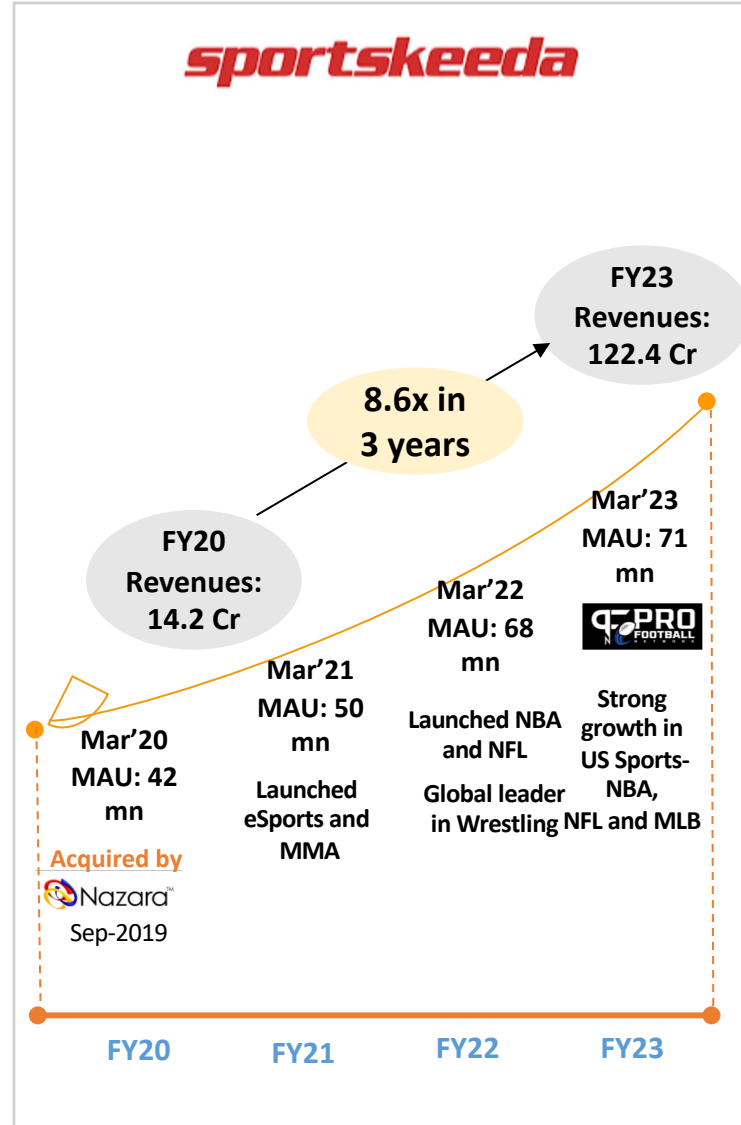 sportskeeda
FY23
Revenues:
122.4 Cr
8.6x in
3 years
FY20
Revenues:
14.2 Cr
Mar’20
MAU: 42
mn
Acquired by
Nazara™
Sep-2019
Mar’21
MAU: 50
mn
Launched
eSports and
MMA
Mar’22
MAU: 68
mn
Launched NBA
and NFL
Global leader
in Wrestling
Mar’23
MAU: 71
mn
PFN PRO
FOOTBALL
NETWORK
Strong
growth in
US Sports-
NBA,
NFL and MLB
FY20
FY21
FY22
FY23